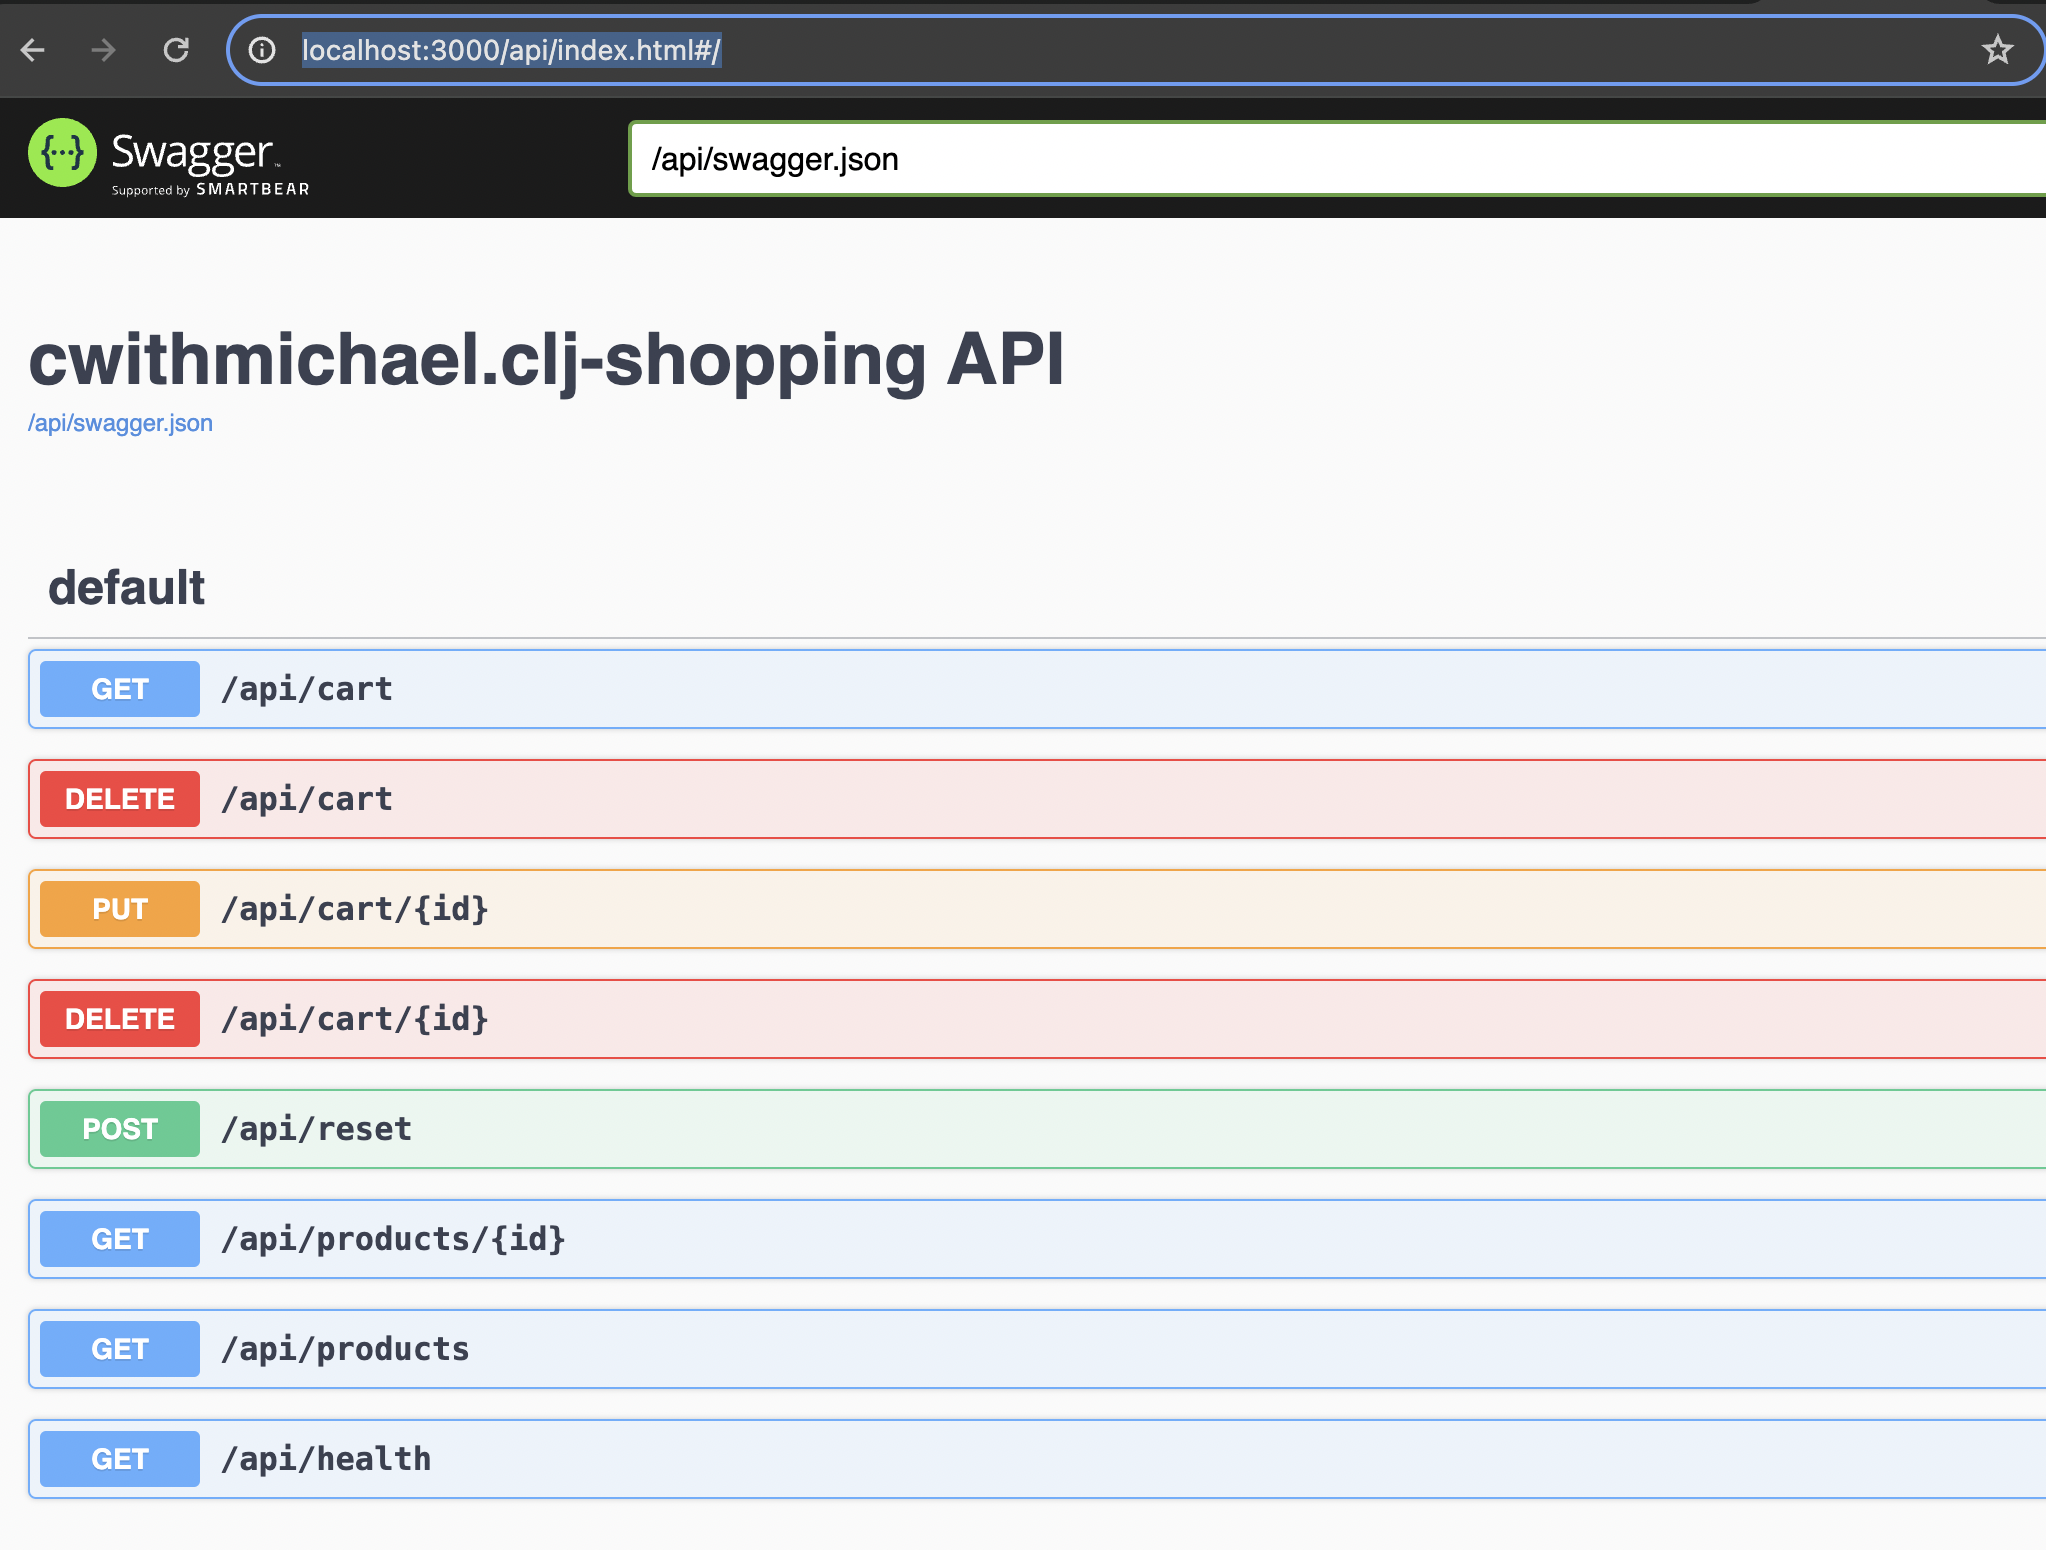 localhost:3000/api/index.html#/
{···} Swagger™
Supported by SMARTBEAR
/api/swagger.json
cwithmichael.clj-shopping API
/api/swagger.json
default
GET /api/cart
DELETE /api/cart
PUT /api/cart/{id}
DELETE /api/cart/{id}
POST /api/reset
GET /api/products/{id}
GET /api/products
GET /api/health